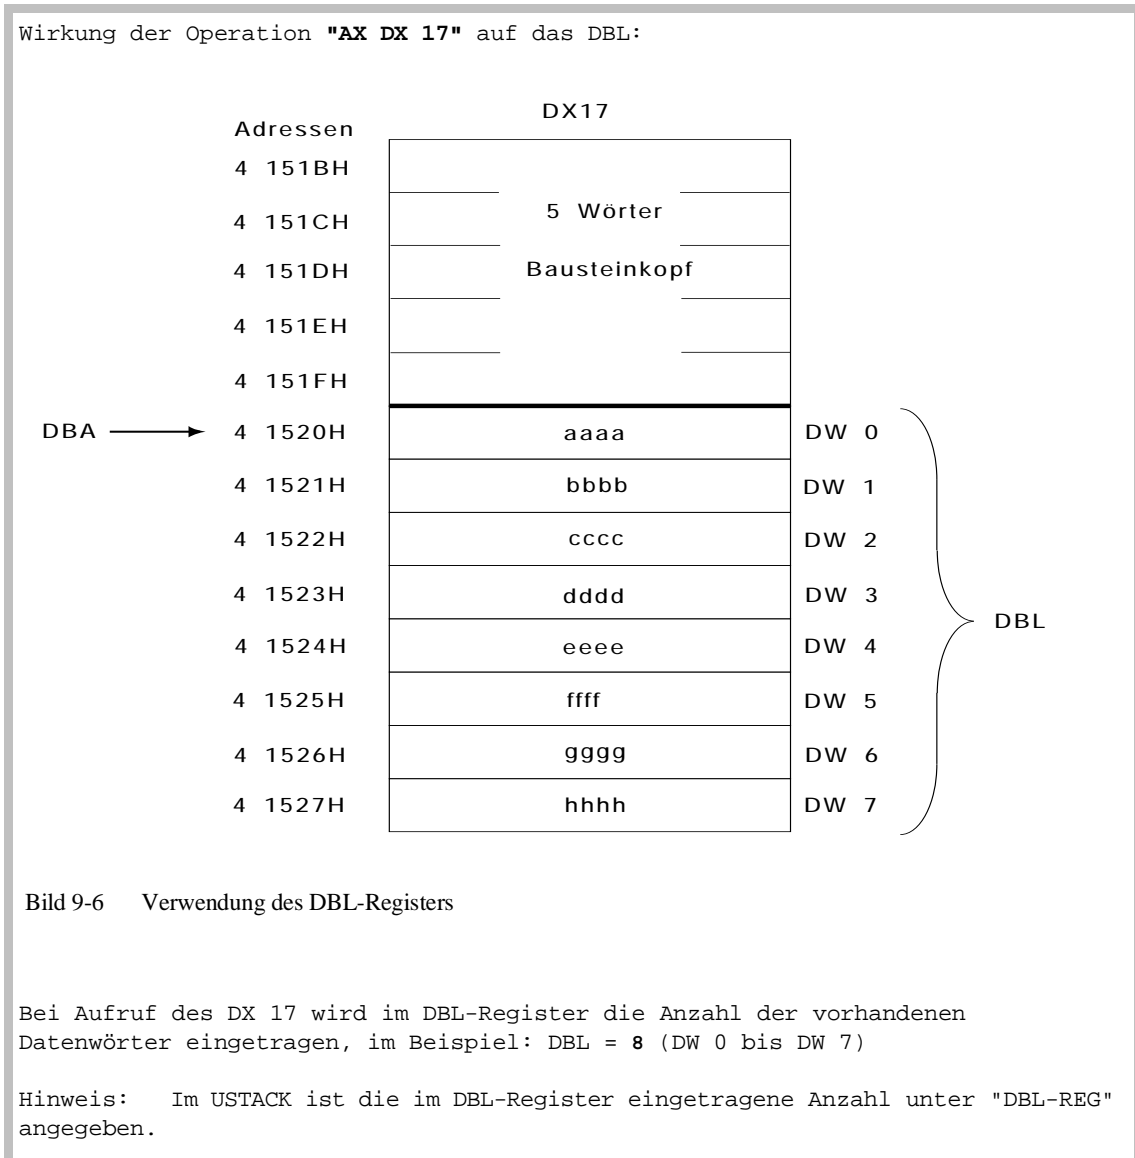 Wirkung der Operation "AX DX 17" auf das DBL:
DX17
Adressen
4 151BH
5 Wörter
4 151CH
4 151DH Bausteinkopf
4 151EH
4 151FH
DBA 4 1520H aaaa DW 0
4 1521H bbbb DW 1
4 1522H cccc DW 2
4 1523H dddd DW 3
DBL
4 1524H eeee DW 4
4 1525H ffff DW 5
4 1526H gggg DW 6
4 1527H hhhh DW 7
Bild 9-6 Verwendung des DBL-Registers
Bei Aufruf des DX 17 wird im DBL-Register die Anzahl der vorhandenen
Datenwörter eingetragen, im Beispiel: DBL = 8 (DW 0 bis DW 7)
Hinweis: Im USTACK ist die im DBL-Register eingetragene Anzahl unter "DBL-REG"
angegeben.